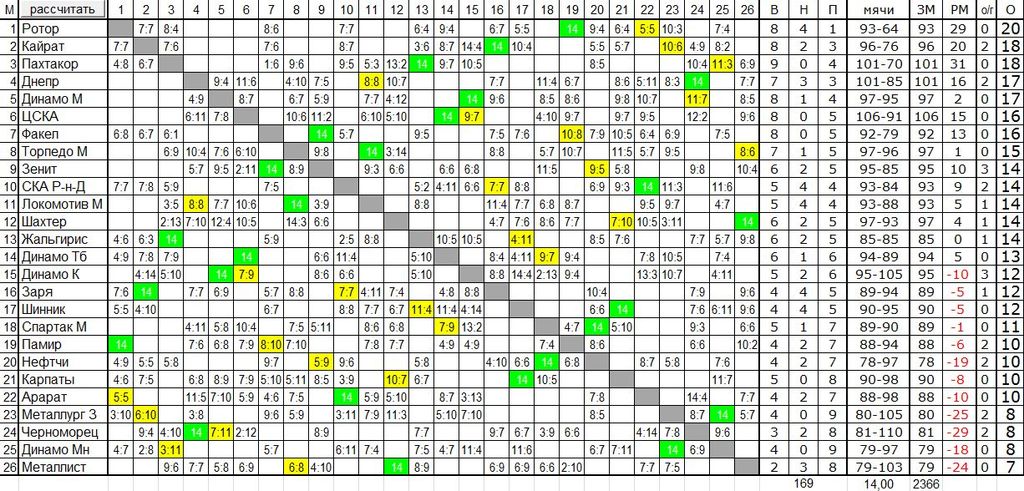 М рассчитать 1 2 3 4 5 6 7 8 9 10 11 12 13 14 15 16 17 18 19 20 21 22 23 24 25 26 В Н П мячи ЗМ РМ о/г О
1 Ротор 7:7 8:4 8:6 7:7 6:4 9:4 6:7 5:5 14 9:4 6:4 5:5 10:3 7:4 8 4 1 93-64 93 29 0 20
2 Кайрат 7:7 7:6 7:6 8:7 3:6 8:7 14:4 14 10:4 5:5 5:7 10:6 4:9 8:2 8 2 3 96-76 96 20 2 18
3 Пахтакор 4:8 6:7 1:6 9:6 9:5 5:3 13:2 14 9:7 10:5 8:5 10:4 11:3 6:9 9 0 4 101-70 101 31 0 18
4 Днепр 9:4 11:6 4:10 7:5 8:8 10:7 7:7 11:4 6:7 8:6 5:11 8:3 14 7:7 7 3 3 101-85 101 16 2 17
5 Динамо М 4:9 8:7 6:7 5:9 7:7 4:12 14 9:6 8:5 8:6 9:8 10:7 11:7 8:5 8 1 4 97-95 97 2 0 17
6 ЦСКА 6:11 7:8 10:6 11:2 6:10 5:10 14 9:7 4:10 9:7 9:7 9:5 12:2 9:6 8 0 5 106-91 106 15 0 16
7 Факел 6:8 6:7 6:1 9:10 14 5:7 9:5 7:5 7:6 10:8 7:9 10:5 6:4 6:9 7:5 8 0 5 92-79 92 13 0 16
8 Торпедо М 6:9 10:4 7:6 6:10 9:8 14 3:14 8:8 5:7 10:7 11:5 5:7 9:5 8:6 7 1 5 97-96 97 1 0 15
9 Зенит 5:7 9:5 2:11 14 8:9 9:3 6:6 6:6 6:8 11:5 9:5 5:8 9:8 10:4 6 2 5 95-85 95 10 3 14
10 СКА Р-н-Д 7:7 7:8 5:9 7:5 5:2 4:11 6:6 7:7 8:8 6:9 9:3 14 11:3 11:6 5 4 4 93-84 93 9 2 14
11 Локомотив М 3:5 8:8 7:7 10:6 14 3:9 8:8 11:4 7:7 6:8 8:7 9:5 9:7 4:7 5 4 4 93-88 93 5 1 14
12 Шахтер 2:13 7:10 12:4 10:5 14:3 6:6 4:7 7:6 8:6 7:7 7:10 10:5 3:11 14 6 2 5 97-93 97 4 1 14
13 Жальгирис 4:6 6:3 14 5:9 2:5 8:8 10:5 10:5 4:11 8:5 7:6 7:7 5:7 9:8 6 2 5 85-85 85 0 1 14
14 Динамо Тб 4:9 7:8 7:9 14 6:6 11:4 5:10 8:4 4:11 9:7 9:4 7:8 10:5 7:4 6 1 6 94-89 94 5 0 13
15 Динамо К 4:14 5:10 14 7:9 8:6 6:6 5:10 4:8 8:8 14:4 2:13 9:4 13:3 10:7 4:11 5 2 6 95-105 95 -10 3 12
16 Заря 7:6 14 7:7 6:9 5:7 8:8 7:7 4:11 7:4 4:8 8:8 10:4 7:9 9:6 4 4 5 89-94 89 -5 1 12
17 Шинник 5:5 4:10 6:7 8:8 7:7 6:7 11:4 11:4 4:14 6:6 14 7:6 6:11 9:6 4 4 5 90-95 90 -5 0 12
18 Спартак М 4:11 5:8 10:4 7:5 5:11 8:6 6:8 7:9 13:2 4:7 14 5:10 9:3 6:6 5 1 7 89-90 89 -1 0 11
19 Памир 14 7:6 6:8 7:9 8:10 7:10 7:8 7:7 4:9 4:9 7:4 8:6 6:6 10:2 4 2 7 88-94 88 -6 2 10
20 Нефтчи 4:9 5:5 5:8 9:7 5:9 9:6 5:8 4:10 6:6 14 6:8 8:7 5:8 7:6 4 2 7 78-97 78 -19 2 10
21 Карпаты 4:6 7:5 6:8 8:9 7:9 5:10 5:11 8:5 3:9 10:7 6:7 14 10:5 11:7 5 0 8 90-98 90 -8 0 10
22 Арарат 5:5 11:5 7:10 5:9 4:6 7:5 14 5:9 5:10 8:7 3:13 7:8 14:4 7:7 4 2 7 88-98 88 -10 0 10
23 Металлург З 3:10 6:10 3:8 9:6 5:9 3:11 7:9 11:3 5:10 7:10 8:5 8:7 14 5:7 4 0 9 80-105 80 -25 2 8
24 Черноморец 9:4 4:10 14 7:11 2:12 8:9 7:7 9:7 6:7 3:9 6:6 4:14 7:8 9:6 3 2 8 81-110 81 -29 2 8
25 Динамо Мн 4:7 2:8 3:11 5:7 6:11 7:4 7:5 4:7 11:4 11:6 6:7 7:11 14 6:9 4 0 9 79-97 79 -18 0 8
26 Металлист 9:6 7:7 5:8 6:9 6:8 4:10 14 8:9 6:9 6:9 6:6 2:10 7:7 7:5 2 3 8 79-103 79 -24 0 7
169 14,00 2366